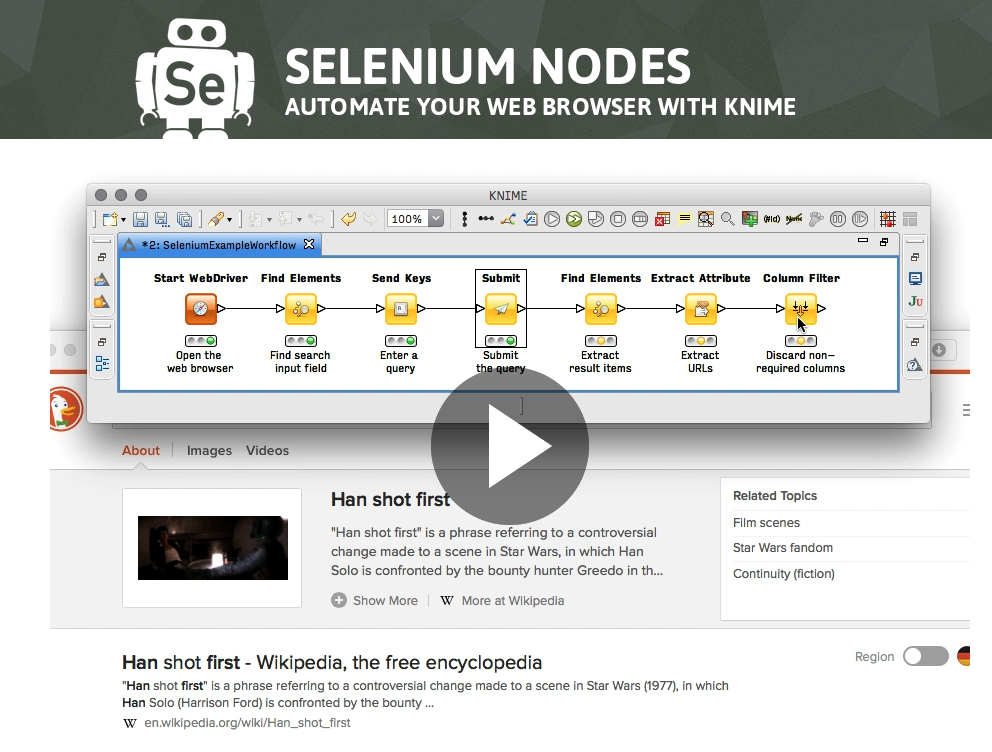 Se
SELENIUM NODES
AUTOMATE YOUR WEB BROWSER WITH KNIME
KNIME
100%
(#id)
*2: SeleniumExampleWorkflow
Start WebDriver Find Elements Send Keys Submit Find Elements Extract Attribute Column Filter
Ju
Open the web browser
Find search input field
Enter a query
Submit the query
Extract result items
Extract URLs
Discard non-required columns
About Images Videos
Han shot first
"Han shot first" is a phrase referring to a controversial
change made to a scene in Star Wars, in which Han
Solo is confronted by the bounty hunter Greedo in th...
Show More W More at Wikipedia
Related Topics
Film scenes
Star Wars fandom
Continuity (fiction)
Han shot first - Wikipedia, the free encyclopedia
Region
"Han shot first" is a phrase referring to a controversial change made to a scene in Star Wars (1977), in which
Han Solo (Harrison Ford) is confronted by the bounty ...
W en.wikipedia.org/wiki/Han_shot_first